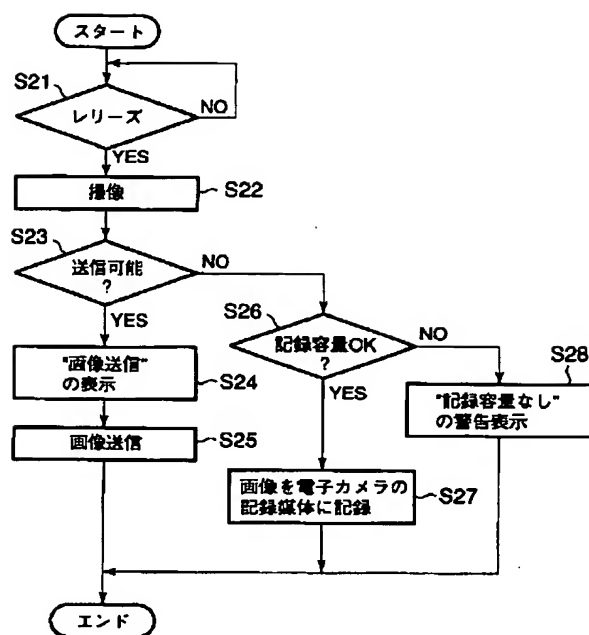 スタート
S21
レリーズ
NO
YES
撮像
S22
S23
送信可能
?
NO
YES
S26
記録容量OK
?
NO
YES
S28
"画像送信"
の表示
S24
"記録容量なし"
の警告表示
画像送信
S25
画像を電子カメラの
記録媒体に記録
S27
エンド